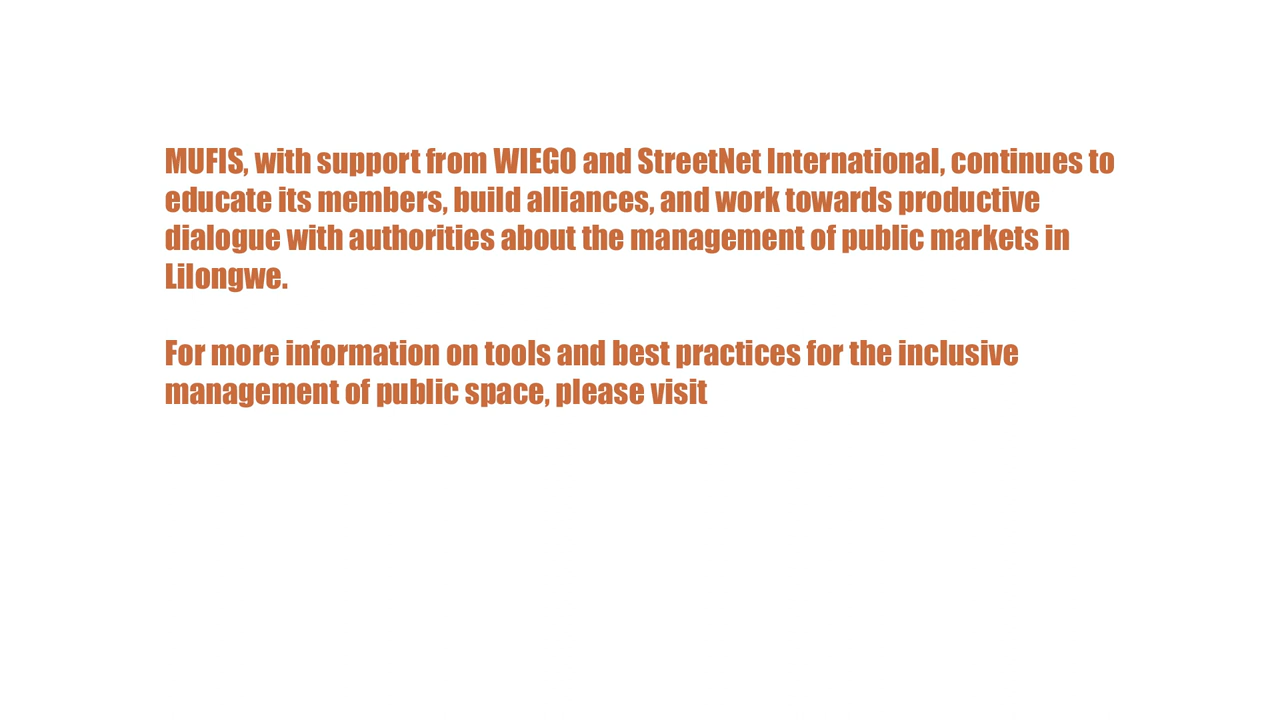 MUFIS, with support from WIEGO and StreetNet International, continues to
educate its members, build alliances, and work towards productive
dialogue with authorities about the management of public markets in
Lilongwe.
For more information on tools and best practices for the inclusive
management of public space, please visit